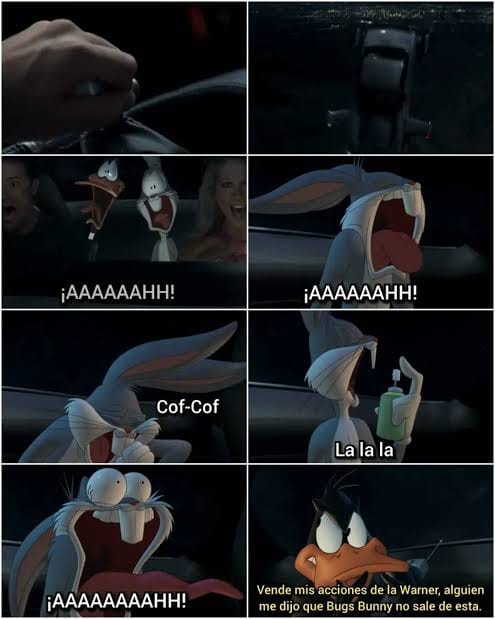 ¡AAAAAAHH!
¡AAAAAAHH!
Cof-Cof
La la la
¡AAAAAAAAHH!
Vende mis acciones de la Warner, alguien
me dijo que Bugs Bunny no sale de esta.